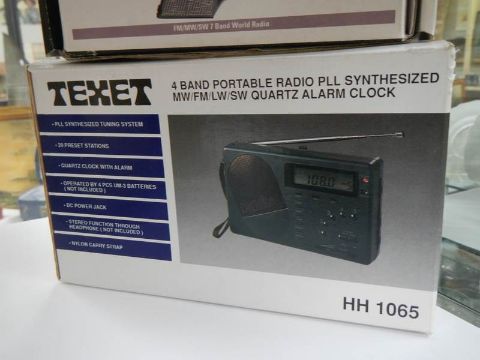 FM/MW/SW 7 Band World Radio
TEXET
4 BAND PORTABLE RADIO PLL SYNTHESIZED
MW/FM/LW/SW QUARTZ ALARM CLOCK
- PLL SYNTHESIZED TUNING SYSTEM
- 20 PRESET STATIONS
- QUARTZ CLOCK WITH ALARM
- OPERATED BY 4 PCS UM-3 BATTERIES
( NOT INCLUDED )
- DC POWER JACK
- STEREO FUNCTION THROUGH
HEADPHONE ( NOT INCLUDED )
- NYLON CARRY STRAP
108.0
HH 1065